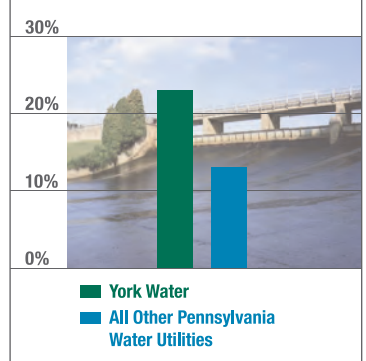 30%
20%
10%
0%
York Water
All Other Pennsylvania
Water Utilities